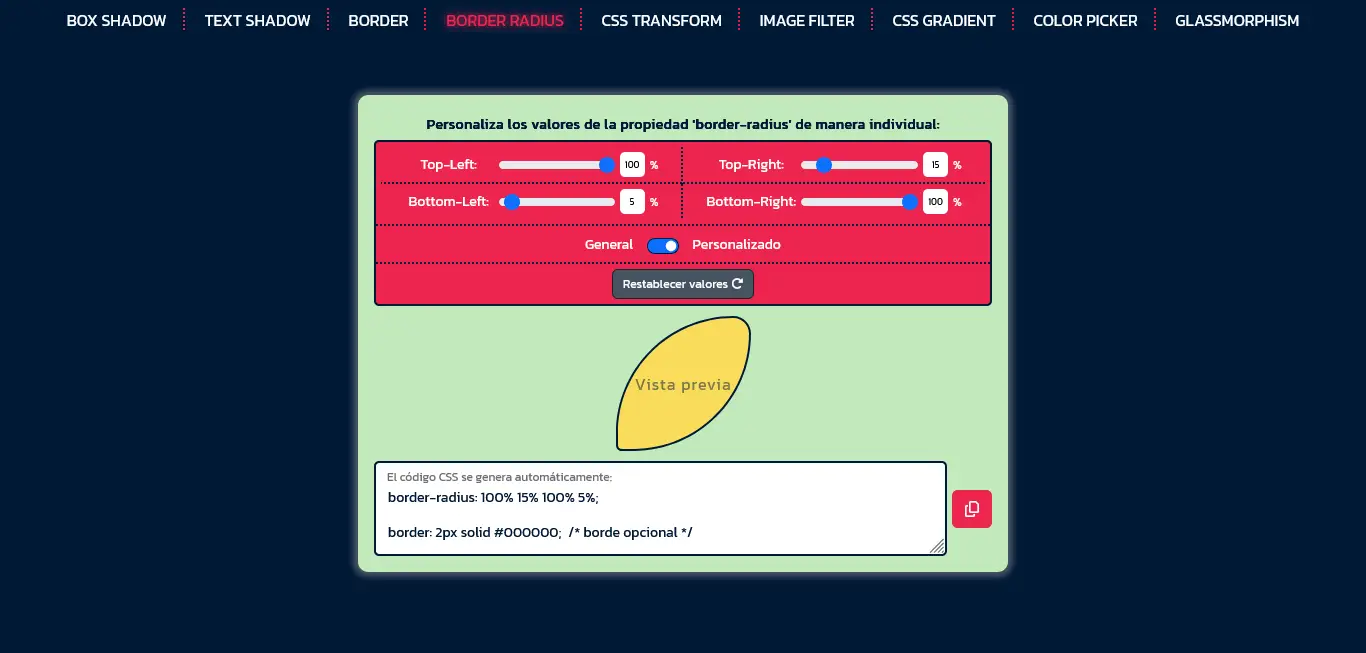 BOX SHADOW TEXT SHADOW BORDER BORDER RADIUS CSS TRANSFORM IMAGE FILTER CSS GRADIENT COLOR PICKER GLASSMORPHISM
Personaliza los valores de la propiedad 'border-radius' de manera individual:
Top-Left: 100 % Top-Right: 15 %
Bottom-Left: 5 % Bottom-Right: 100 %
General Personalizado
Restablecer valores
Vista previa
El código CSS se genera automáticamente:
border-radius: 100% 15% 100% 5%;
border: 2px solid #000000; /* borde opcional */